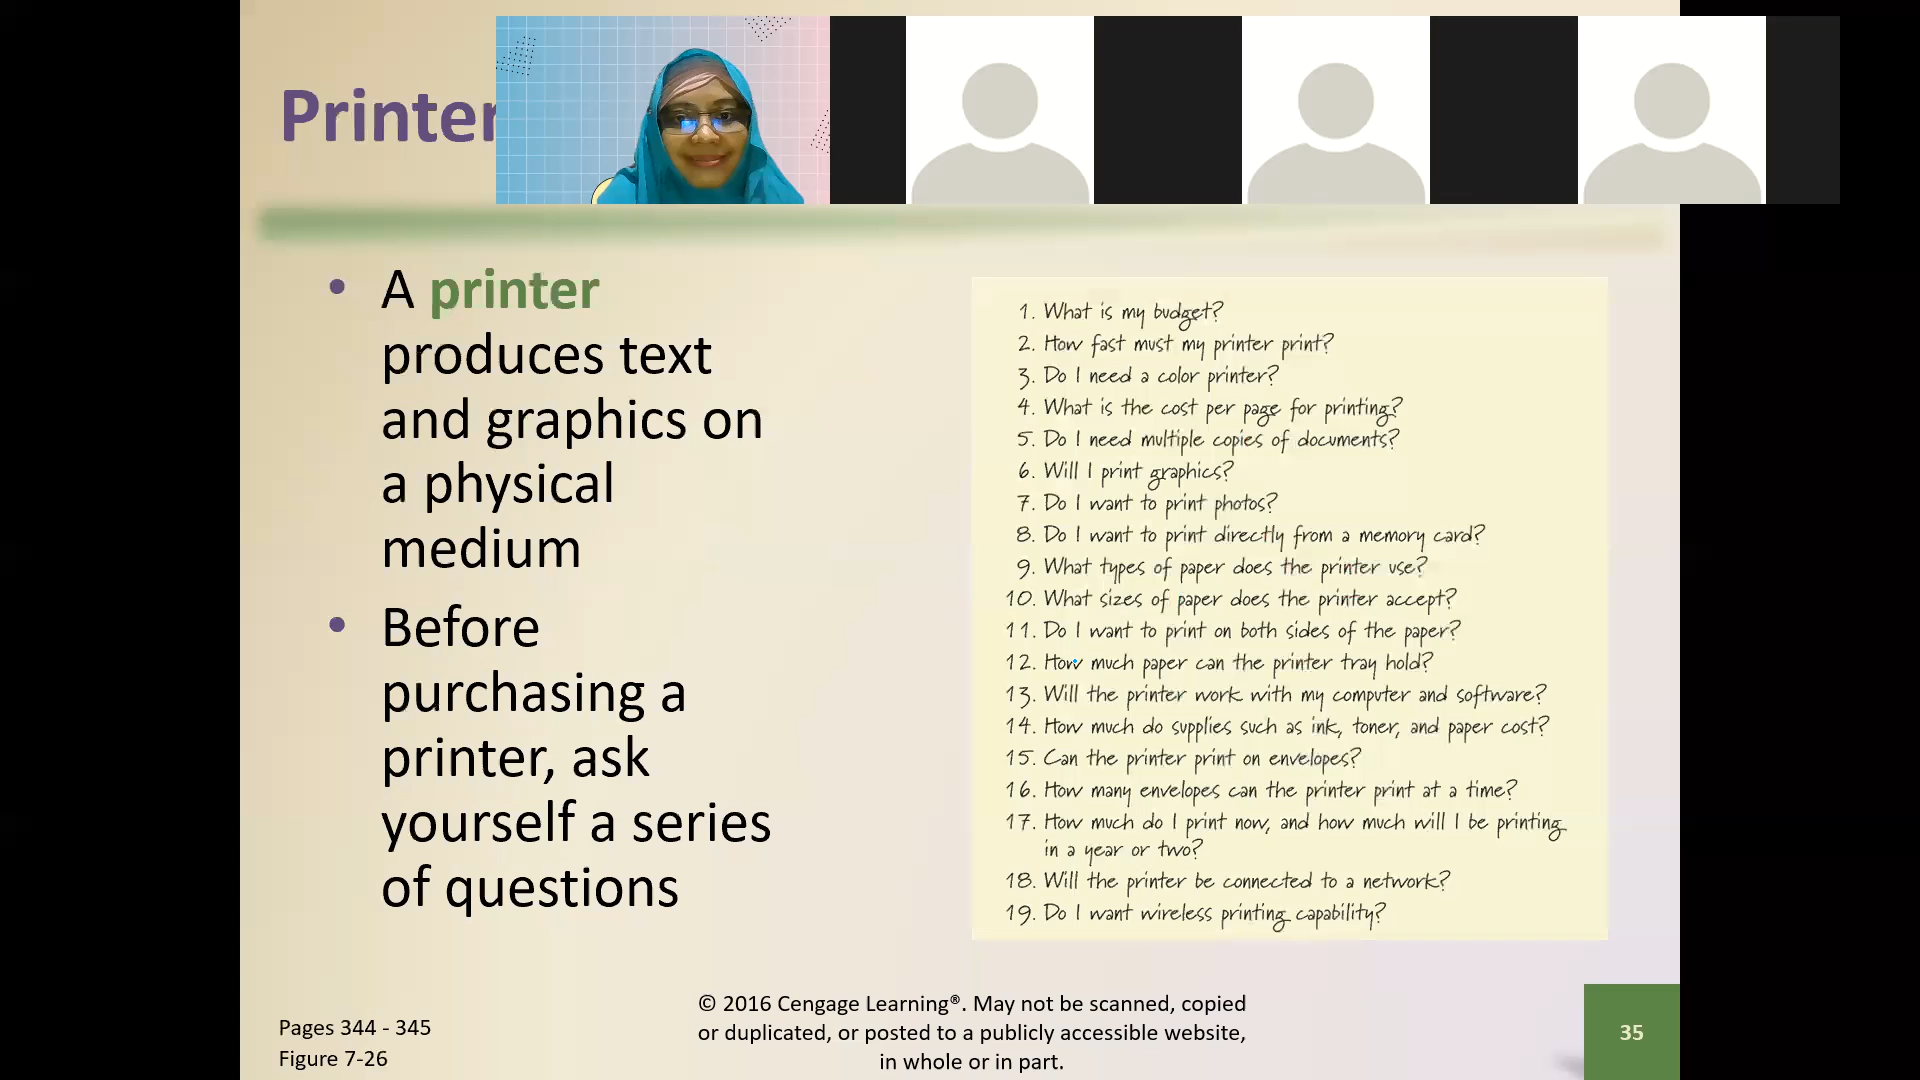 Printer
A printer
produces text
and graphics on
a physical
medium
Before
purchasing a
printer, ask
yourself a series
of questions
1. What is my budget?
2. How fast must my printer print?
3. Do I need a color printer?
4. What is the cost per page for printing?
5. Do I need multiple copies of documents?
6. Will I print graphics?
7. Do I want to print photos?
8. Do I want to print directly from a memory card?
9. What types of paper does the printer use?
10. What sizes of paper does the printer accept?
11. Do I want to print on both sides of the paper?
12. How much paper can the printer tray hold?
13. Will the printer work with my computer and software?
14. How much do supplies such as ink, toner, and paper cost?
15. Can the printer print on envelopes?
16. How many envelopes can the printer print at a time?
17. How much do I print now, and how much will I be printing
in a year or two?
18. Will the printer be connected to a network?
19. Do I want wireless printing capability?
Pages 344 - 345
Figure 7-26
© 2016 Cengage Learning®. May not be scanned, copied
or duplicated, or posted to a publicly accessible website,
in whole or in part.
35